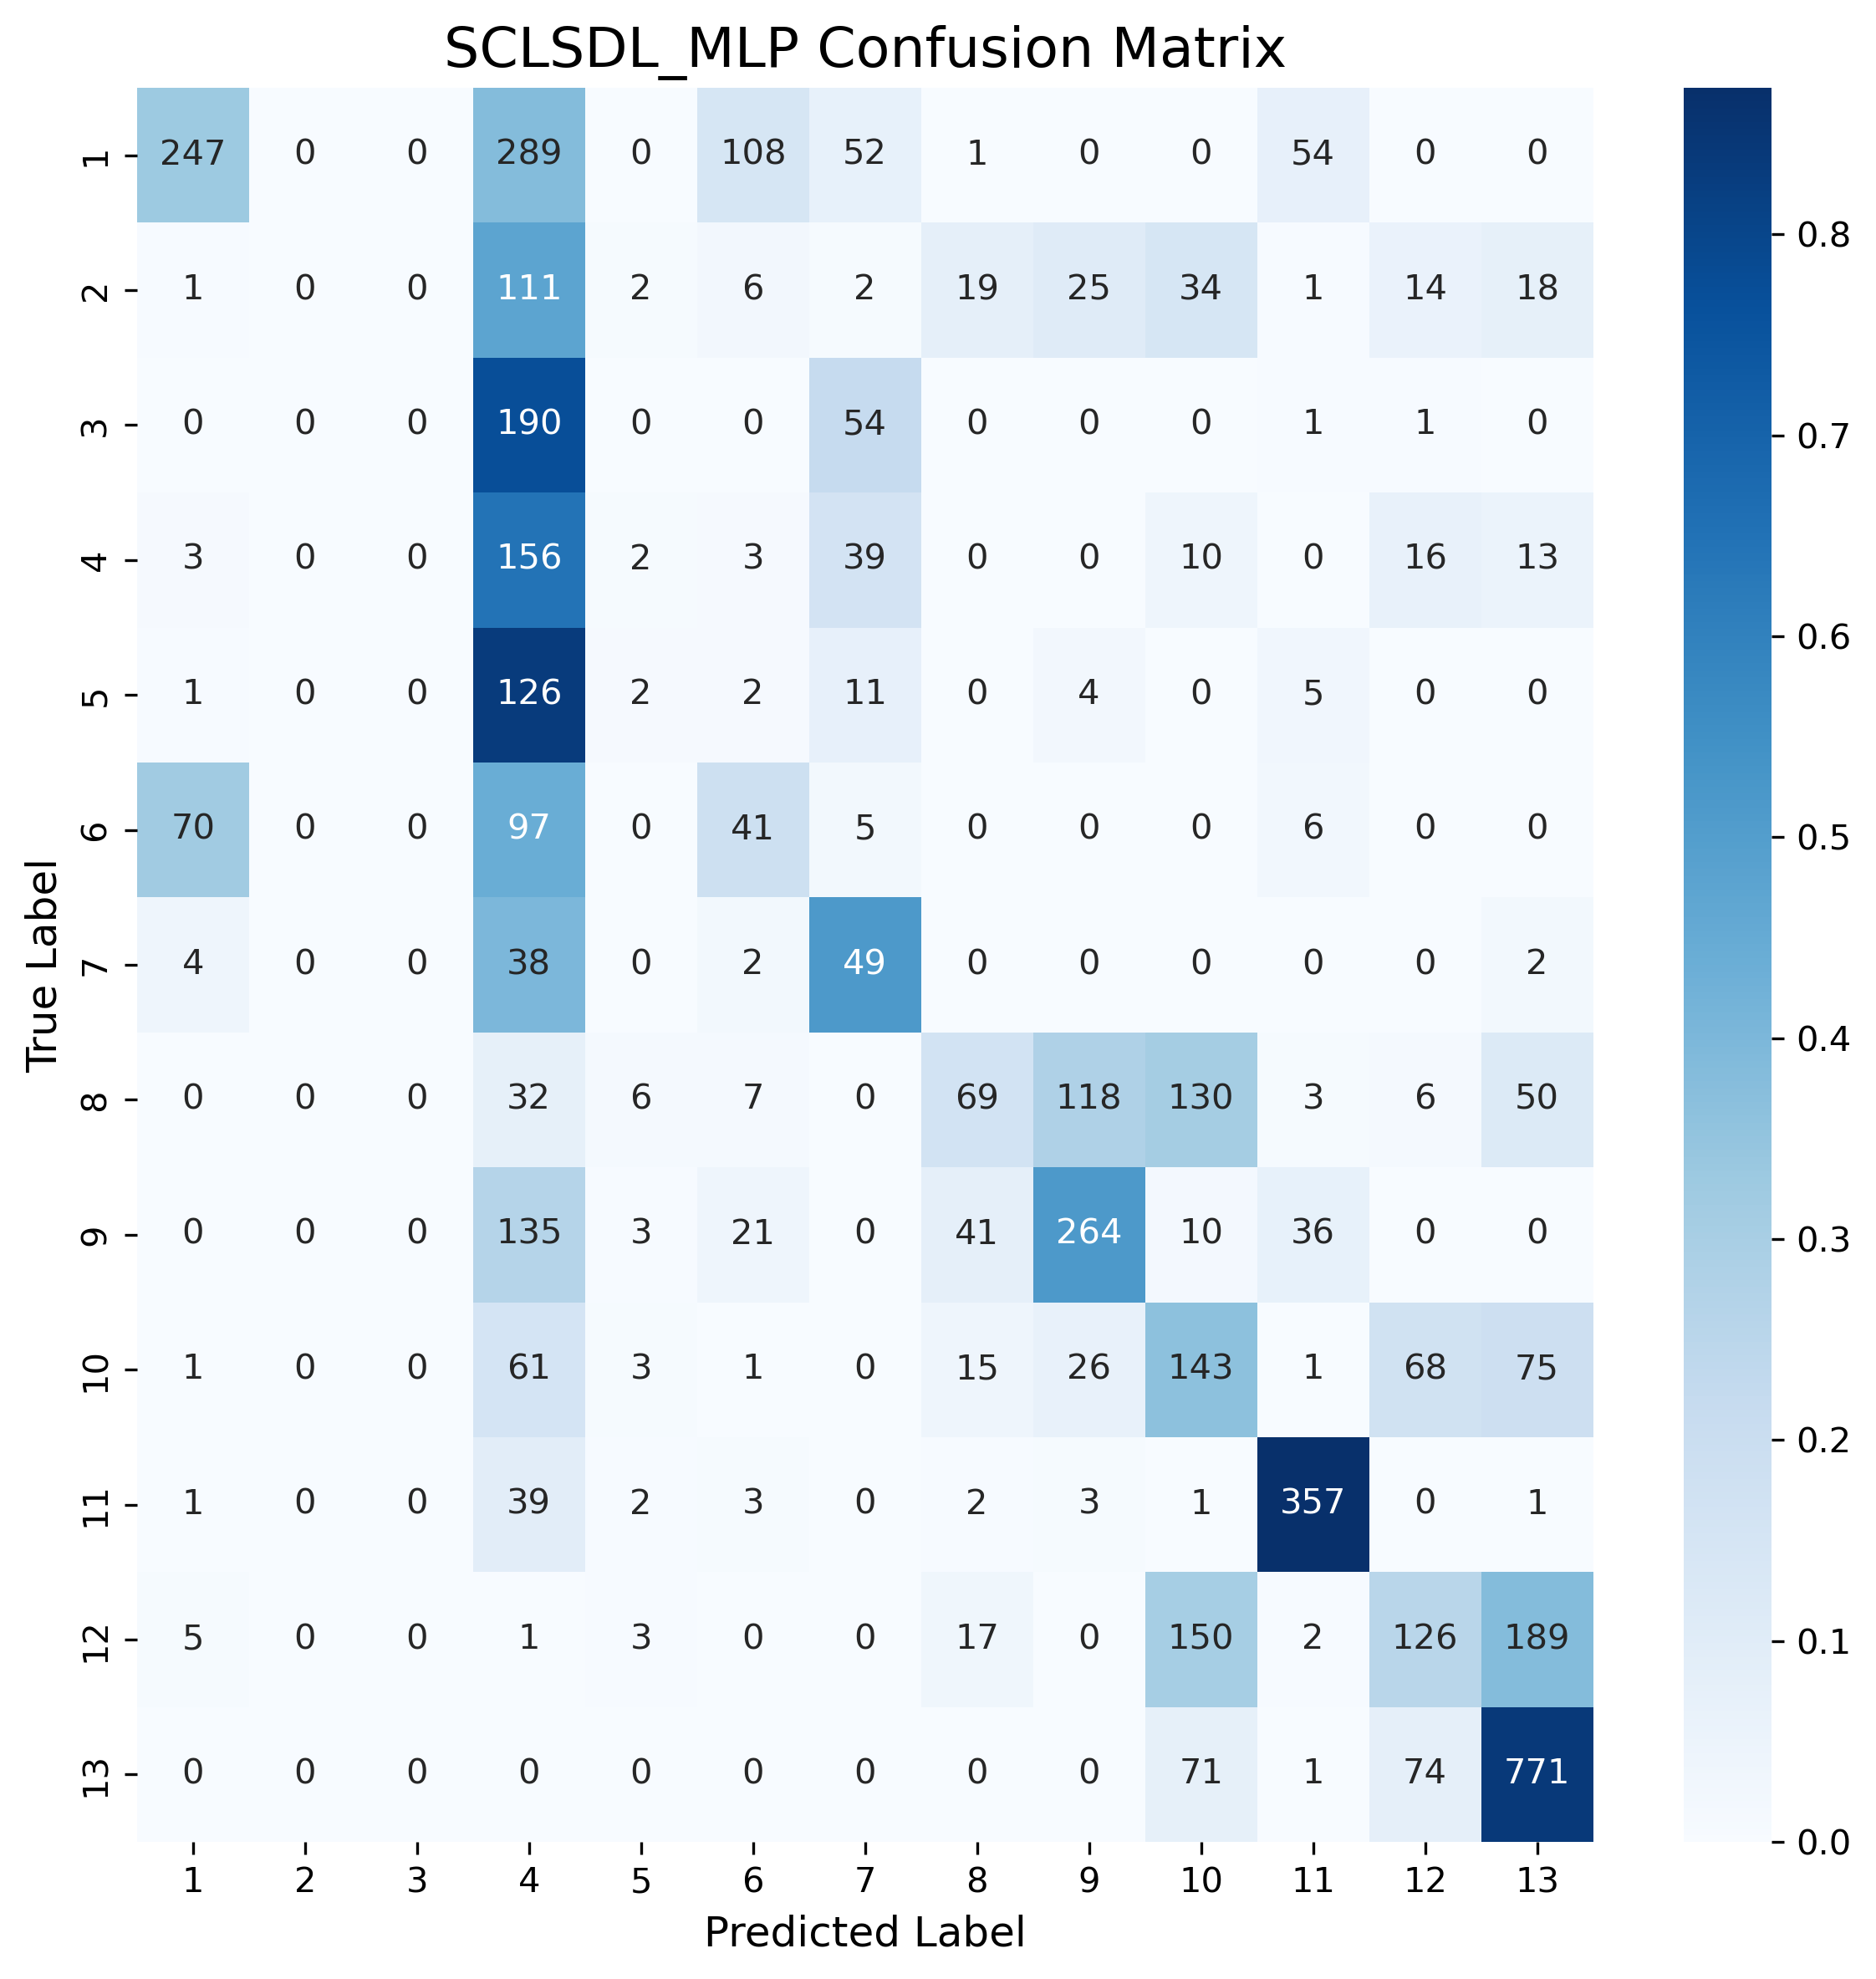 SCLSDL_MLP Confusion Matrix
1 247 0 0 289 0 108 52 1 0 0 54 0 0
2 1 0 0 111 2 6 2 19 25 34 1 14 18
3 0 0 0 190 0 0 54 0 0 0 1 1 0
4 3 0 0 156 2 3 39 0 0 10 0 16 13
5 1 0 0 126 2 2 11 0 4 0 5 0 0
6 70 0 0 97 0 41 5 0 0 0 6 0 0
7 4 0 0 38 0 2 49 0 0 0 0 0 2
8 0 0 0 32 6 7 0 69 118 130 3 6 50
9 0 0 0 135 3 21 0 41 264 10 36 0 0
10 1 0 0 61 3 1 0 15 26 143 1 68 75
11 1 0 0 39 2 3 0 2 3 1 357 0 1
12 5 0 0 1 3 0 0 17 0 150 2 126 189
13 0 0 0 0 0 0 0 0 0 71 1 74 771
1 2 3 4 5 6 7 8 9 10 11 12 13
Predicted Label
True Label
0.8
0.7
0.6
0.5
0.4
0.3
0.2
0.1
0.0